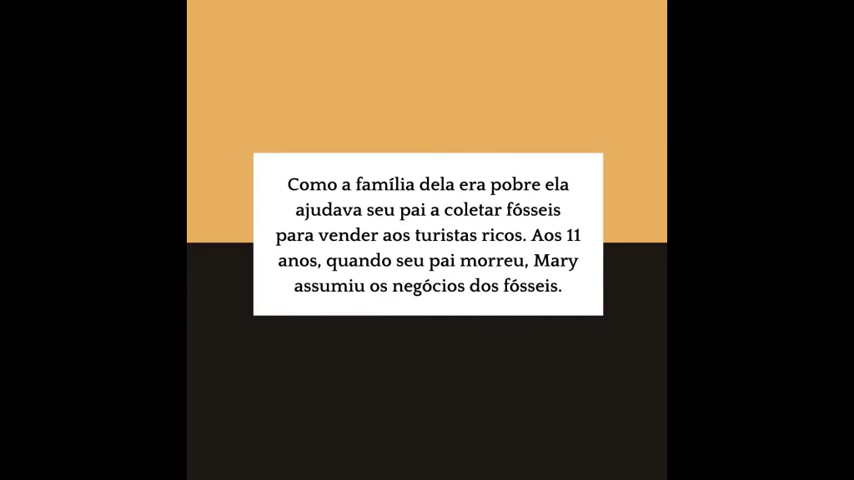 Como a família dela era pobre ela
ajudava seu pai a coletar fósseis
para vender aos turistas ricos. Aos 11
anos, quando seu pai morreu, Mary
assumiu os negócios dos fósseis.